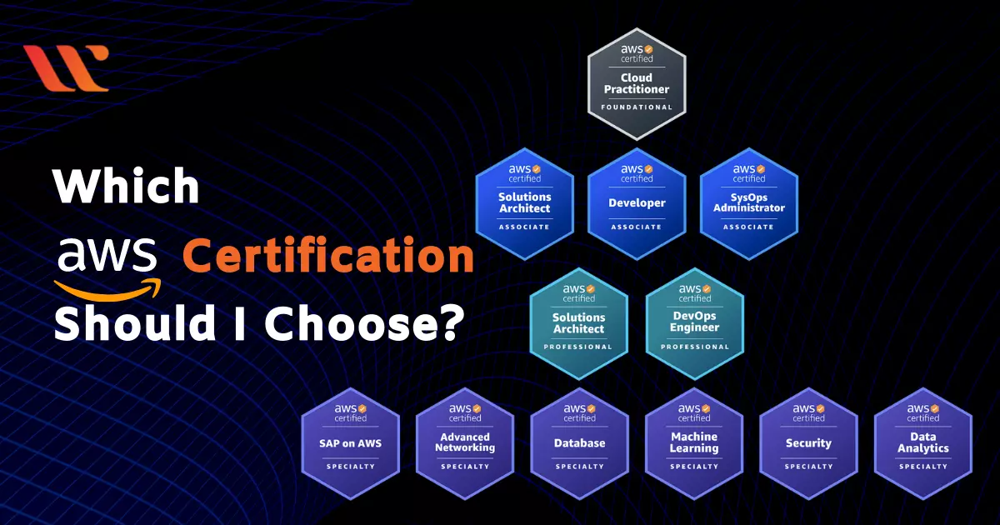 Which
aws Certification
Should I Choose?
aws
certified
Cloud
Practitioner
FOUNDATIONAL
aws
certified
Solutions
Architect
ASSOCIATE
aws
certified
Developer
ASSOCIATE
aws
certified
SysOps
Administrator
ASSOCIATE
aws
certified
Solutions
Architect
PROFESSIONAL
aws
certified
DevOps
Engineer
PROFESSIONAL
aws
certified
SAP on AWS
SPECIALTY
aws
certified
Advanced
Networking
SPECIALTY
aws
certified
Database
SPECIALTY
aws
certified
Machine
Learning
SPECIALTY
aws
certified
Security
SPECIALTY
aws
certified
Data
Analytics
SPECIALTY